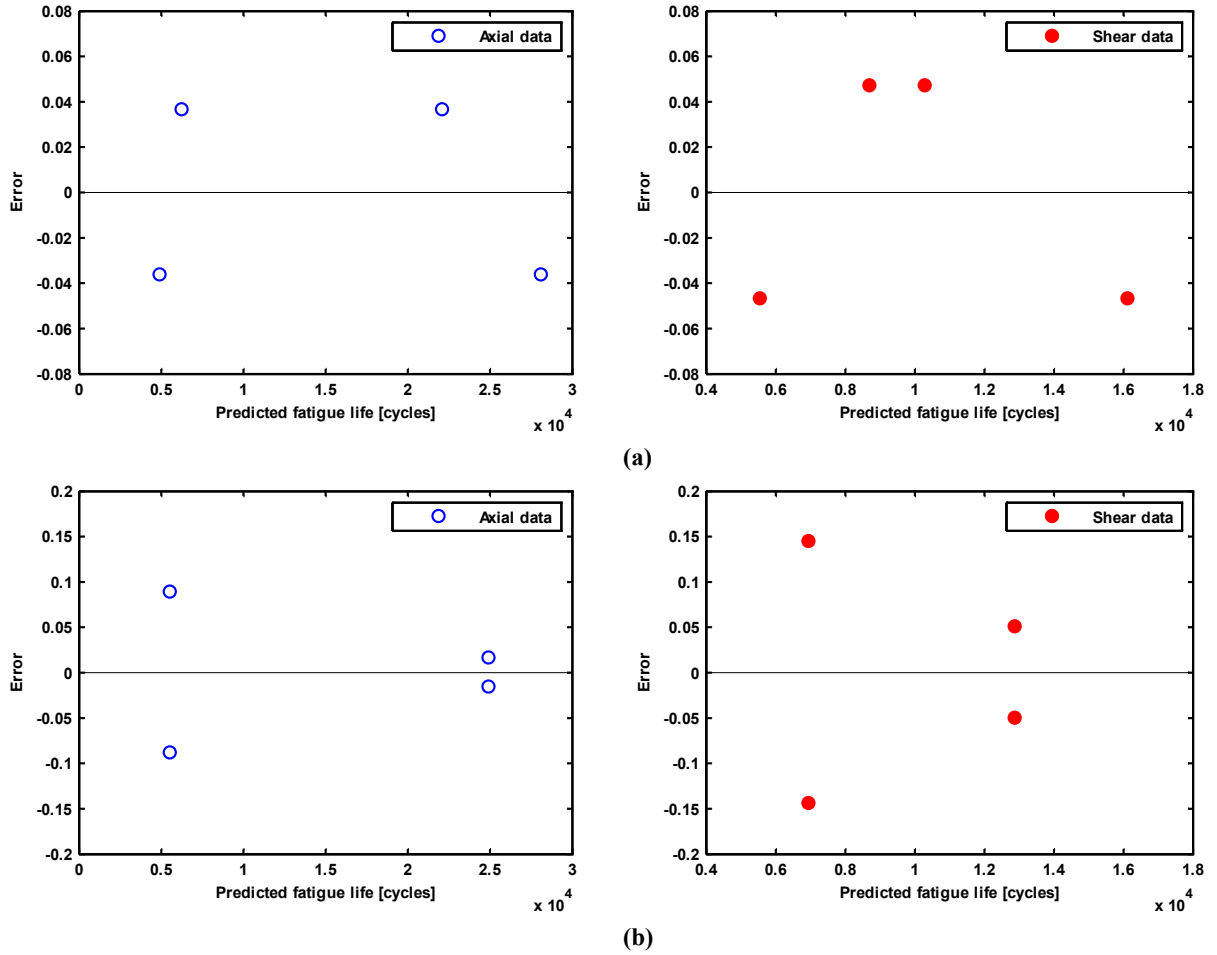 0.08
0.06
0.04
0.02
0
-0.02
-0.04
-0.06
-0.08
Error
Axial data
0 0.5 1 1.5 2 2.5 3
Predicted fatigue life [cycles]
x 10^4
0.08
0.06
0.04
0.02
0
-0.02
-0.04
-0.06
-0.08
Error
Shear data
0.4 0.6 0.8 1 1.2 1.4 1.6 1.8
Predicted fatigue life [cycles]
x 10^4
(a)
0.2
0.15
0.1
0.05
0
-0.05
-0.1
-0.15
-0.2
Error
Axial data
0 0.5 1 1.5 2 2.5 3
Predicted fatigue life [cycles]
x 10^4
0.2
0.15
0.1
0.05
0
-0.05
-0.1
-0.15
-0.2
Error
Shear data
0.4 0.6 0.8 1 1.2 1.4 1.6 1.8
Predicted fatigue life [cycles]
x 10^4
(b)